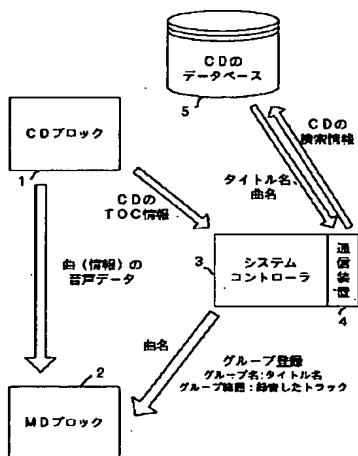 CDの
データベース
5
CDブロック
1
CDの
検索情報
タイトル名、
曲名
CDの
TOC情報
3
システム
コントローラ
通信装置
4
曲(情報)の
音声データ
曲名
グループ登録
グループ名:タイトル名
グループ範囲:録音したトラック
2
MDブロック